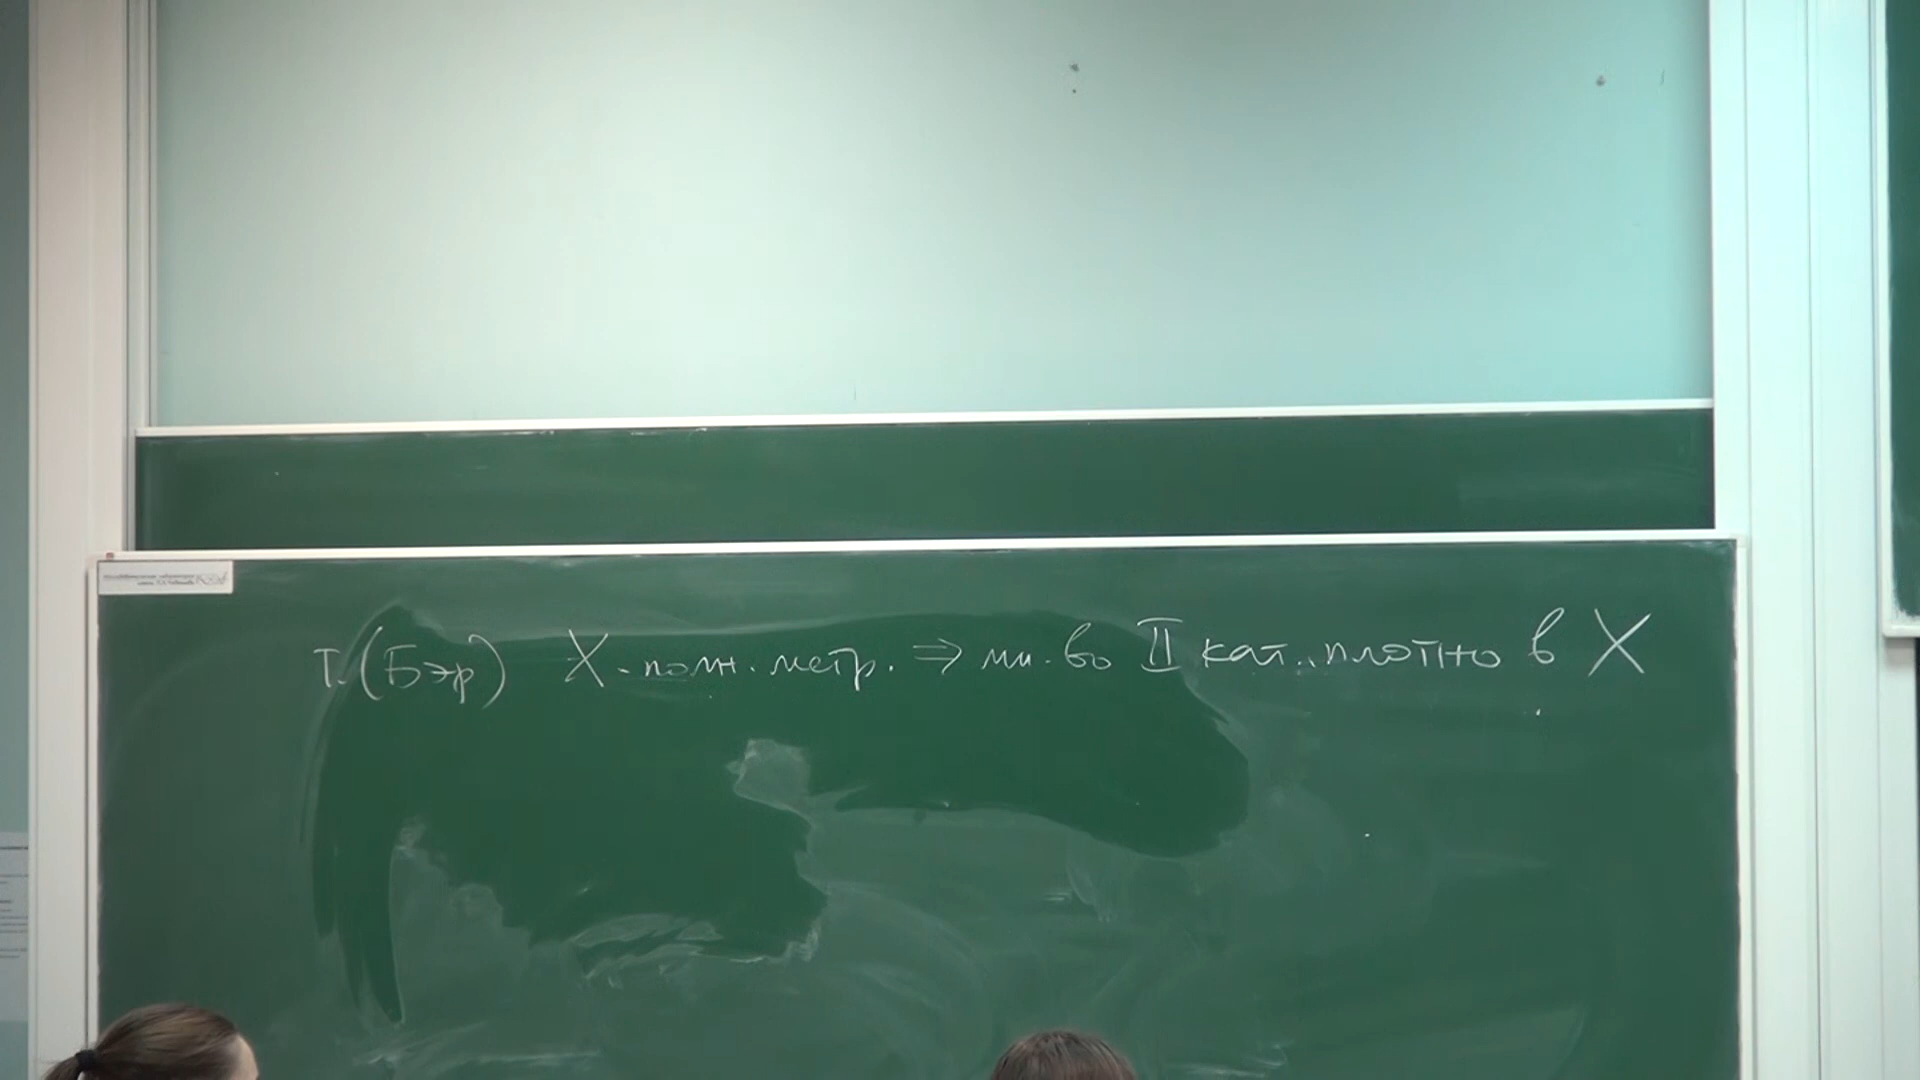 Т. (Бэр) X - полн. метр. ⇒ мн-во II кат. плотно в X